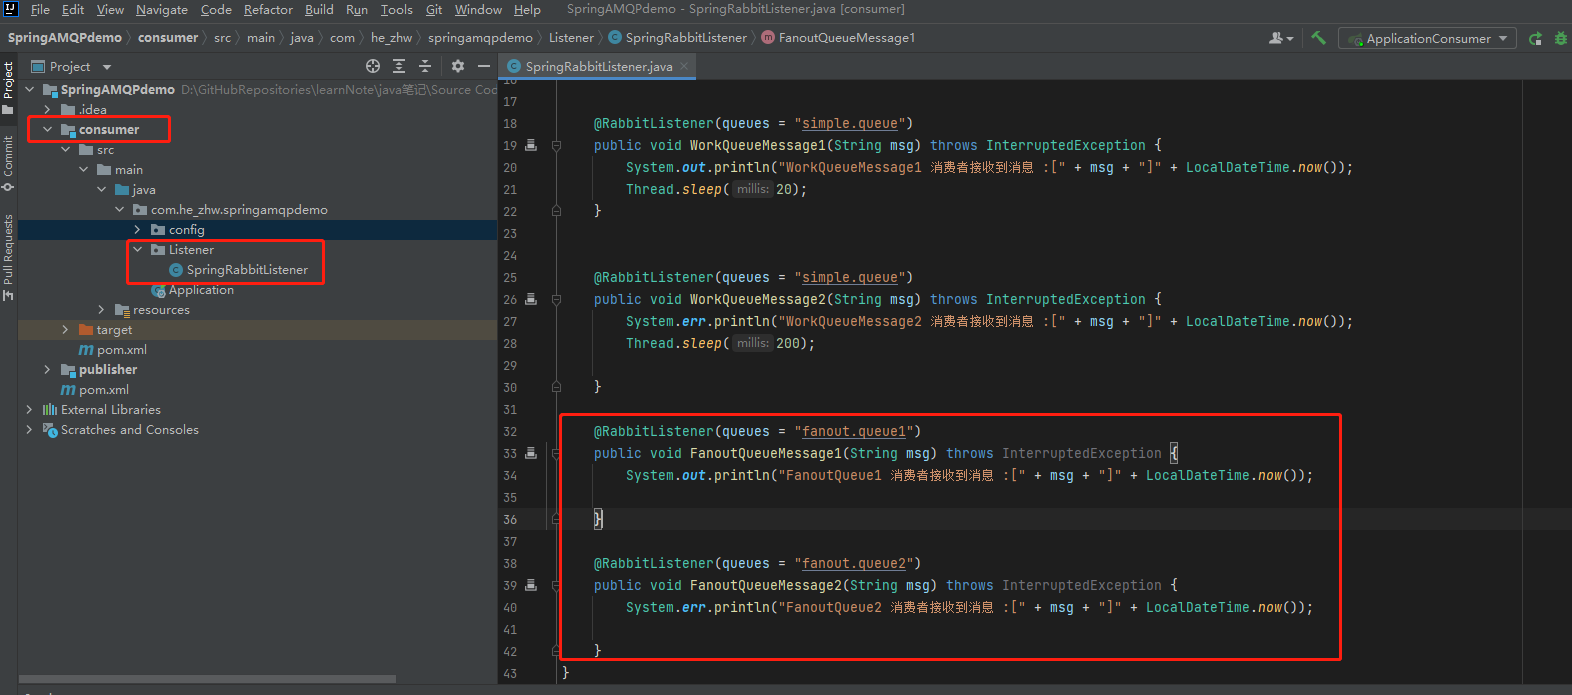 File Edit View Navigate Code Refactor Build Run Tools Git Window Help SpringAMQPdemo - SpringRabbitListener.java [consumer]
SpringAMQPdemo consumer src main java com he_zhw springamqpdemo Listener SpringRabbitListener FanoutQueueMessage1 ApplicationConsumer
Project
SpringRabbitListener.java
Project
Commit
Pull Requests
SpringAMQPdemo D:\GitHubRepositories\learnNote\java笔记\Source Coc
.idea
consumer
src
main
java
com.he_zhw.springamqpdemo
config
Listener
SpringRabbitListener
Application
resources
target
pom.xml
publisher
pom.xml
External Libraries
Scratches and Consoles
17
18 @RabbitListener(queues = "simple.queue")
19 public void WorkQueueMessage1(String msg) throws InterruptedException {
20 System.out.println("WorkQueueMessage1 消费者接收到消息 :[" + msg + "]" + LocalDateTime.now());
21 Thread.sleep( millis: 20);
22 }
23
24
25 @RabbitListener(queues = "simple.queue")
26 public void WorkQueueMessage2(String msg) throws InterruptedException {
27 System.err.println("WorkQueueMessage2 消费者接收到消息 :[" + msg + "]" + LocalDateTime.now());
28 Thread.sleep( millis: 200);
29
30 }
31
32 @RabbitListener(queues = "fanout.queue1")
33 public void FanoutQueueMessage1(String msg) throws InterruptedException {
34 System.out.println("FanoutQueue1 消费者接收到消息 :[" + msg + "]" + LocalDateTime.now());
35
36 }
37
38 @RabbitListener(queues = "fanout.queue2")
39 public void FanoutQueueMessage2(String msg) throws InterruptedException {
40 System.err.println("FanoutQueue2 消费者接收到消息 :[" + msg + "]" + LocalDateTime.now());
41
42 }
43 }